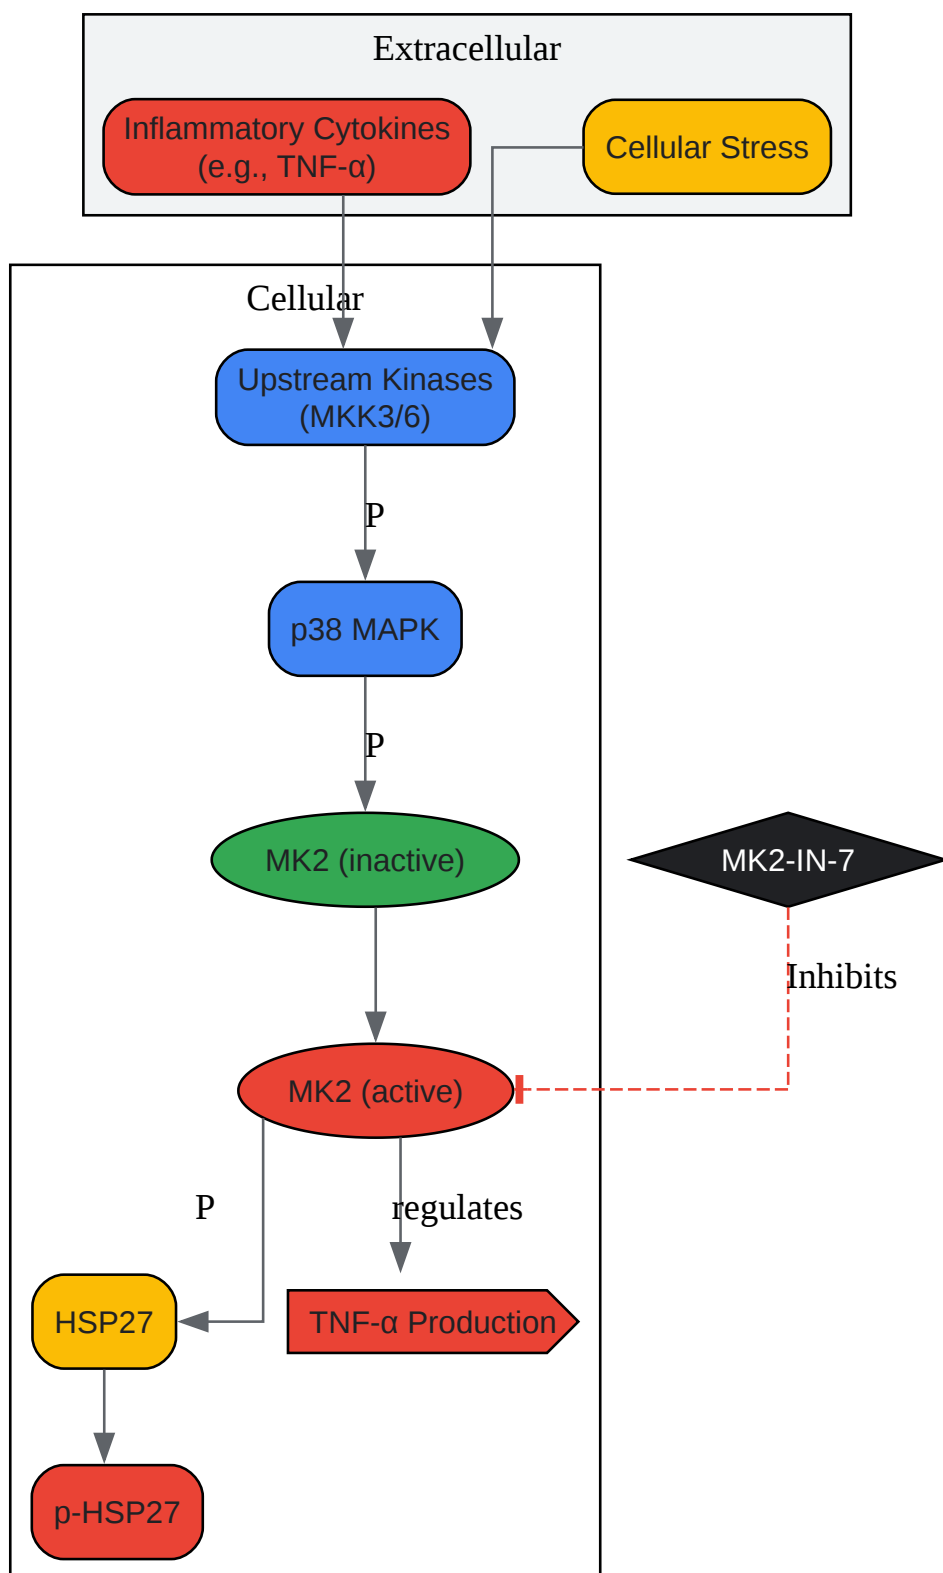 Extracellular
Inflammatory Cytokines
(e.g., TNF-α)
Cellular Stress
Cellular
Upstream Kinases
(MKK3/6)
P
p38 MAPK
P
MK2 (inactive)
MK2-IN-7
Inhibits
MK2 (active)
P
regulates
HSP27
TNF-α Production
p-HSP27